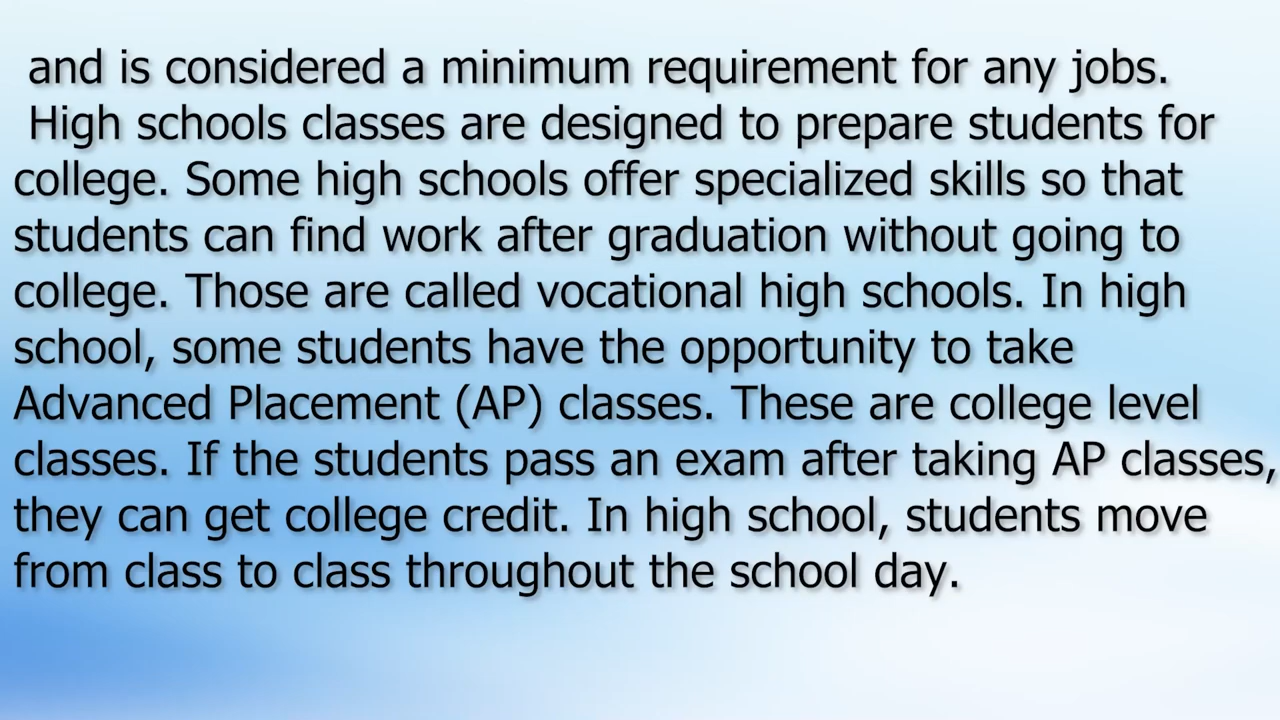 and is considered a minimum requirement for any jobs.
High schools classes are designed to prepare students for
college. Some high schools offer specialized skills so that
students can find work after graduation without going to
college. Those are called vocational high schools. In high
school, some students have the opportunity to take
Advanced Placement (AP) classes. These are college level
classes. If the students pass an exam after taking AP classes,
they can get college credit. In high school, students move
from class to class throughout the school day.